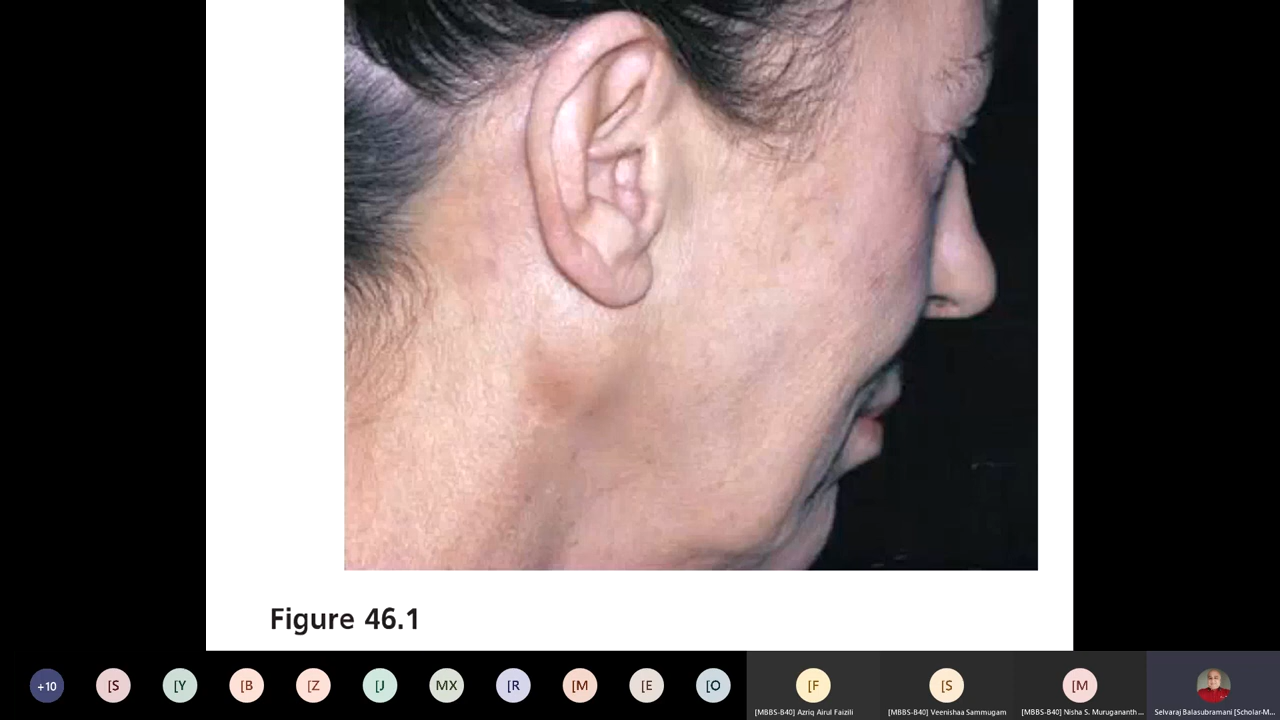 Figure 46.1
+10
[S
[Y
[B
[Z
[J
MX
[R
[M
[E
[O
[F
[S
[M
[MBBS-B40] Azriq Airul Faizili
[MBBS-B40] Veenishaa Sammugam
[MBBS-B40] Nisha S. Murugananth ...
Selvaraj Balasubramani [Scholar-M...